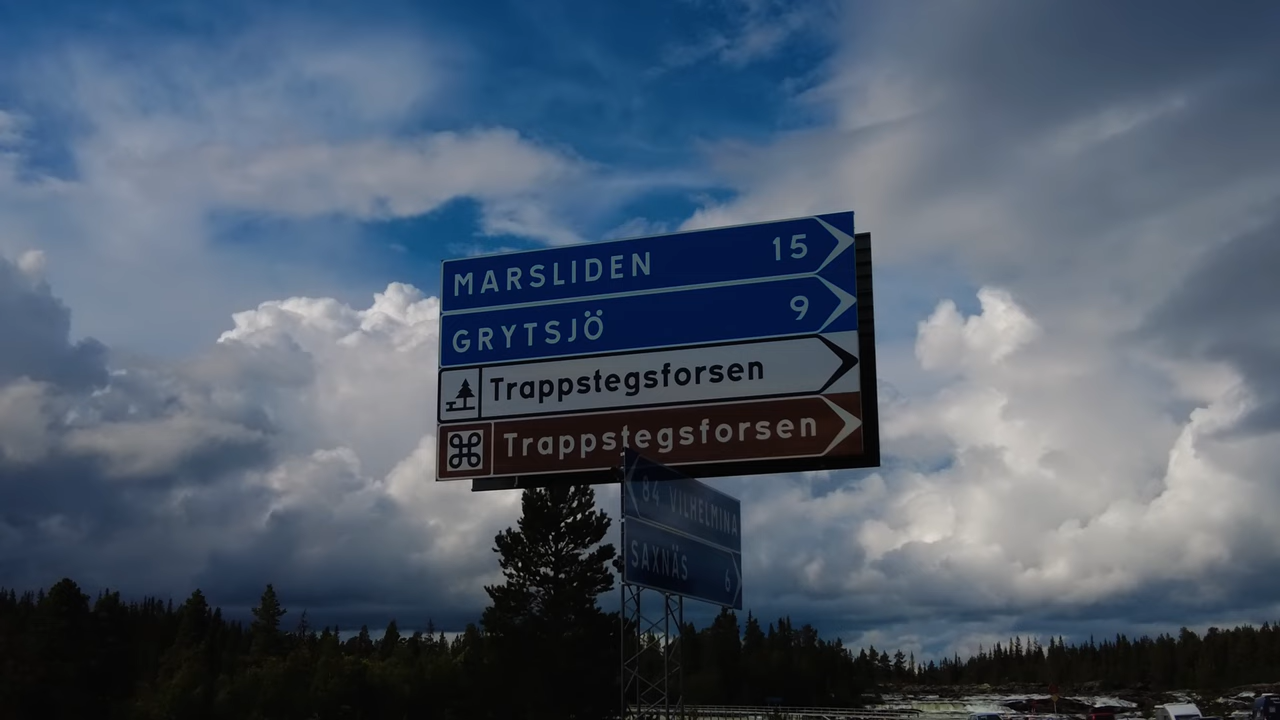 MARSLIDEN 15
GRYTSJÖ 9
Trappstegsforsen
Trappstegsforsen
84 VILHELMINA
SAXNÄS 6